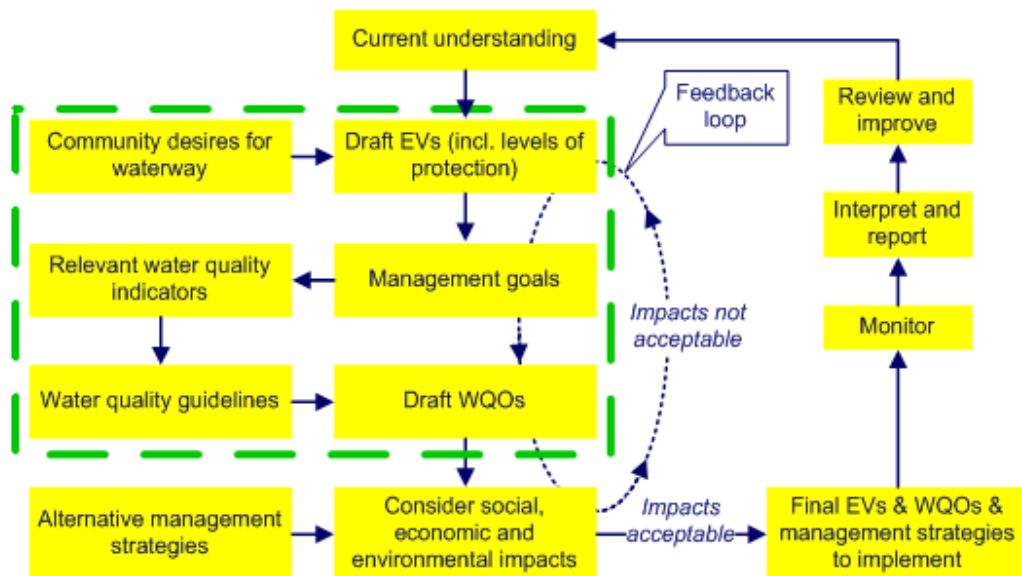 Current understanding
Feedback
loop
Review and
improve
Community desires for
waterway
Draft EVs (incl. levels of
protection)
Interpret and
report
Relevant water quality
indicators
Management goals
Impacts not
acceptable
Monitor
Water quality guidelines
Draft WQOs
Alternative management
strategies
Consider social,
economic and
environmental impacts
Impacts
acceptable
Final EVs & WQOs &
management strategies
to implement